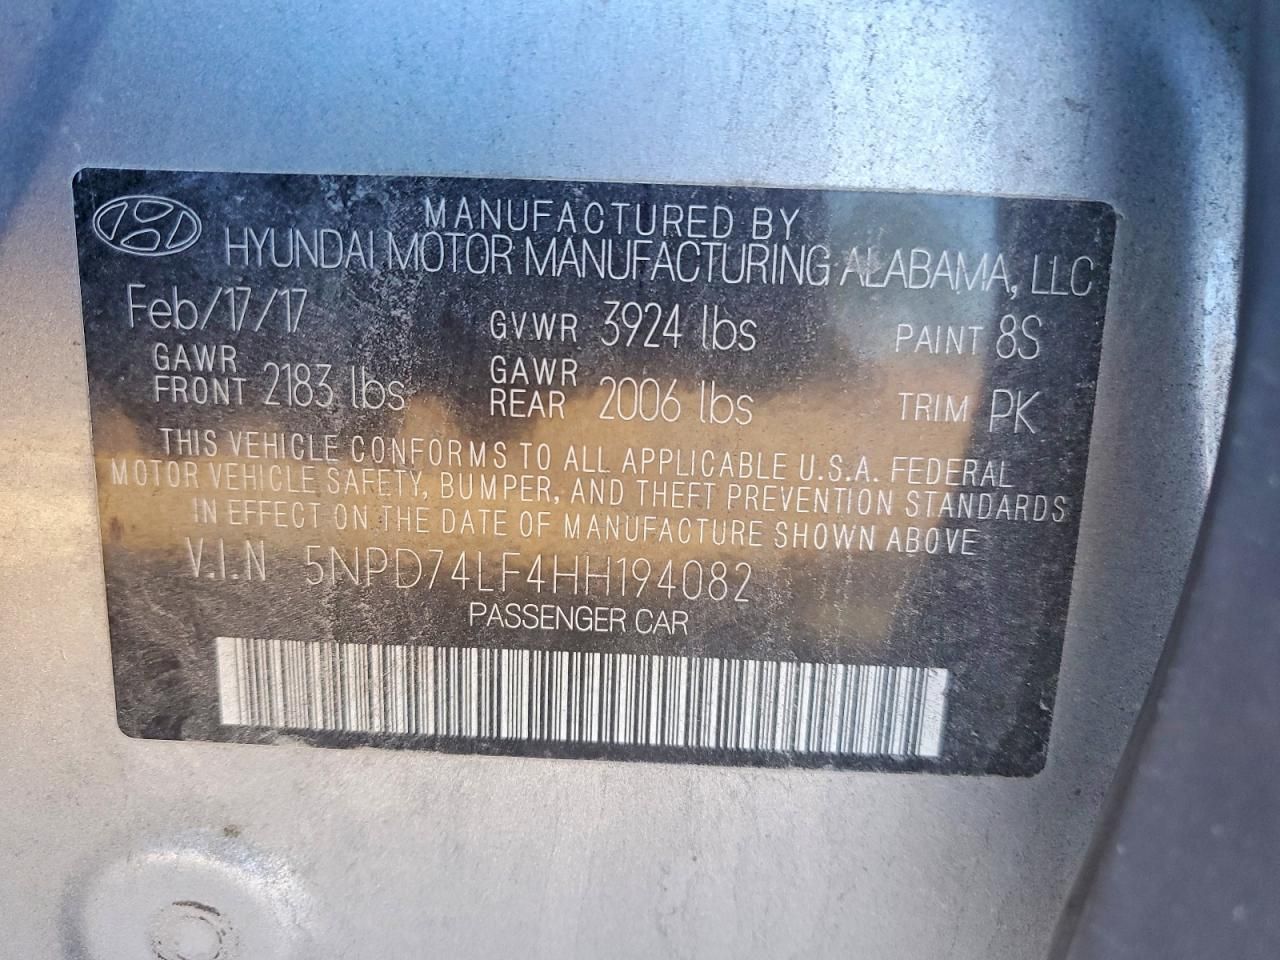 MANUFACTURED BY
HYUNDAI MOTOR MANUFACTURING ALABAMA, LLC
Feb/17/17 GVWR 3924 lbs PAINT 8S
GAWR FRONT 2183 lbs GAWR REAR 2006 lbs TRIM PK
THIS VEHICLE CONFORMS TO ALL APPLICABLE U.S.A. FEDERAL
MOTOR VEHICLE SAFETY, BUMPER, AND THEFT PREVENTION STANDARDS
IN EFFECT ON THE DATE OF MANUFACTURE SHOWN ABOVE
V.I.N 5NPD74LF4HH194082
PASSENGER CAR